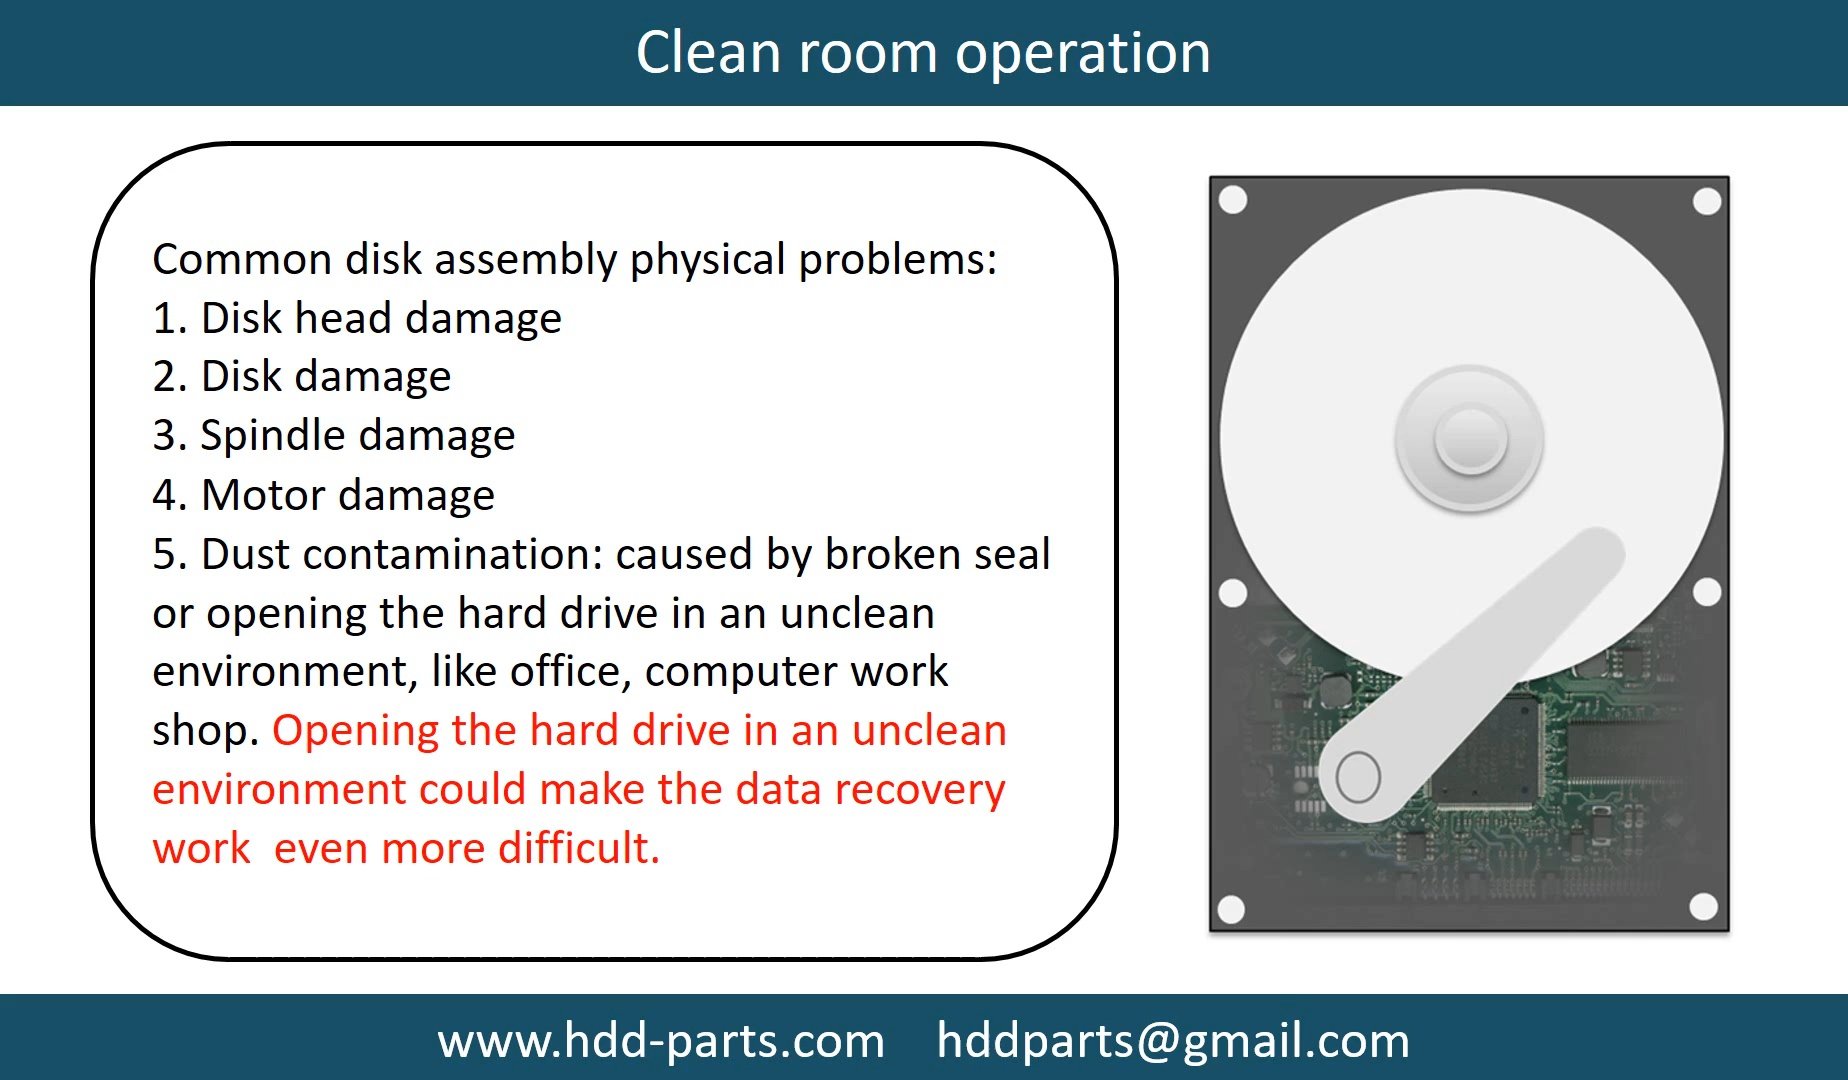 Clean room operation
Common disk assembly physical problems:
1. Disk head damage
2. Disk damage
3. Spindle damage
4. Motor damage
5. Dust contamination: caused by broken seal
or opening the hard drive in an unclean
environment, like office, computer work
shop. Opening the hard drive in an unclean
environment could make the data recovery
work  even more difficult.
www.hdd-parts.com    hddparts@gmail.com